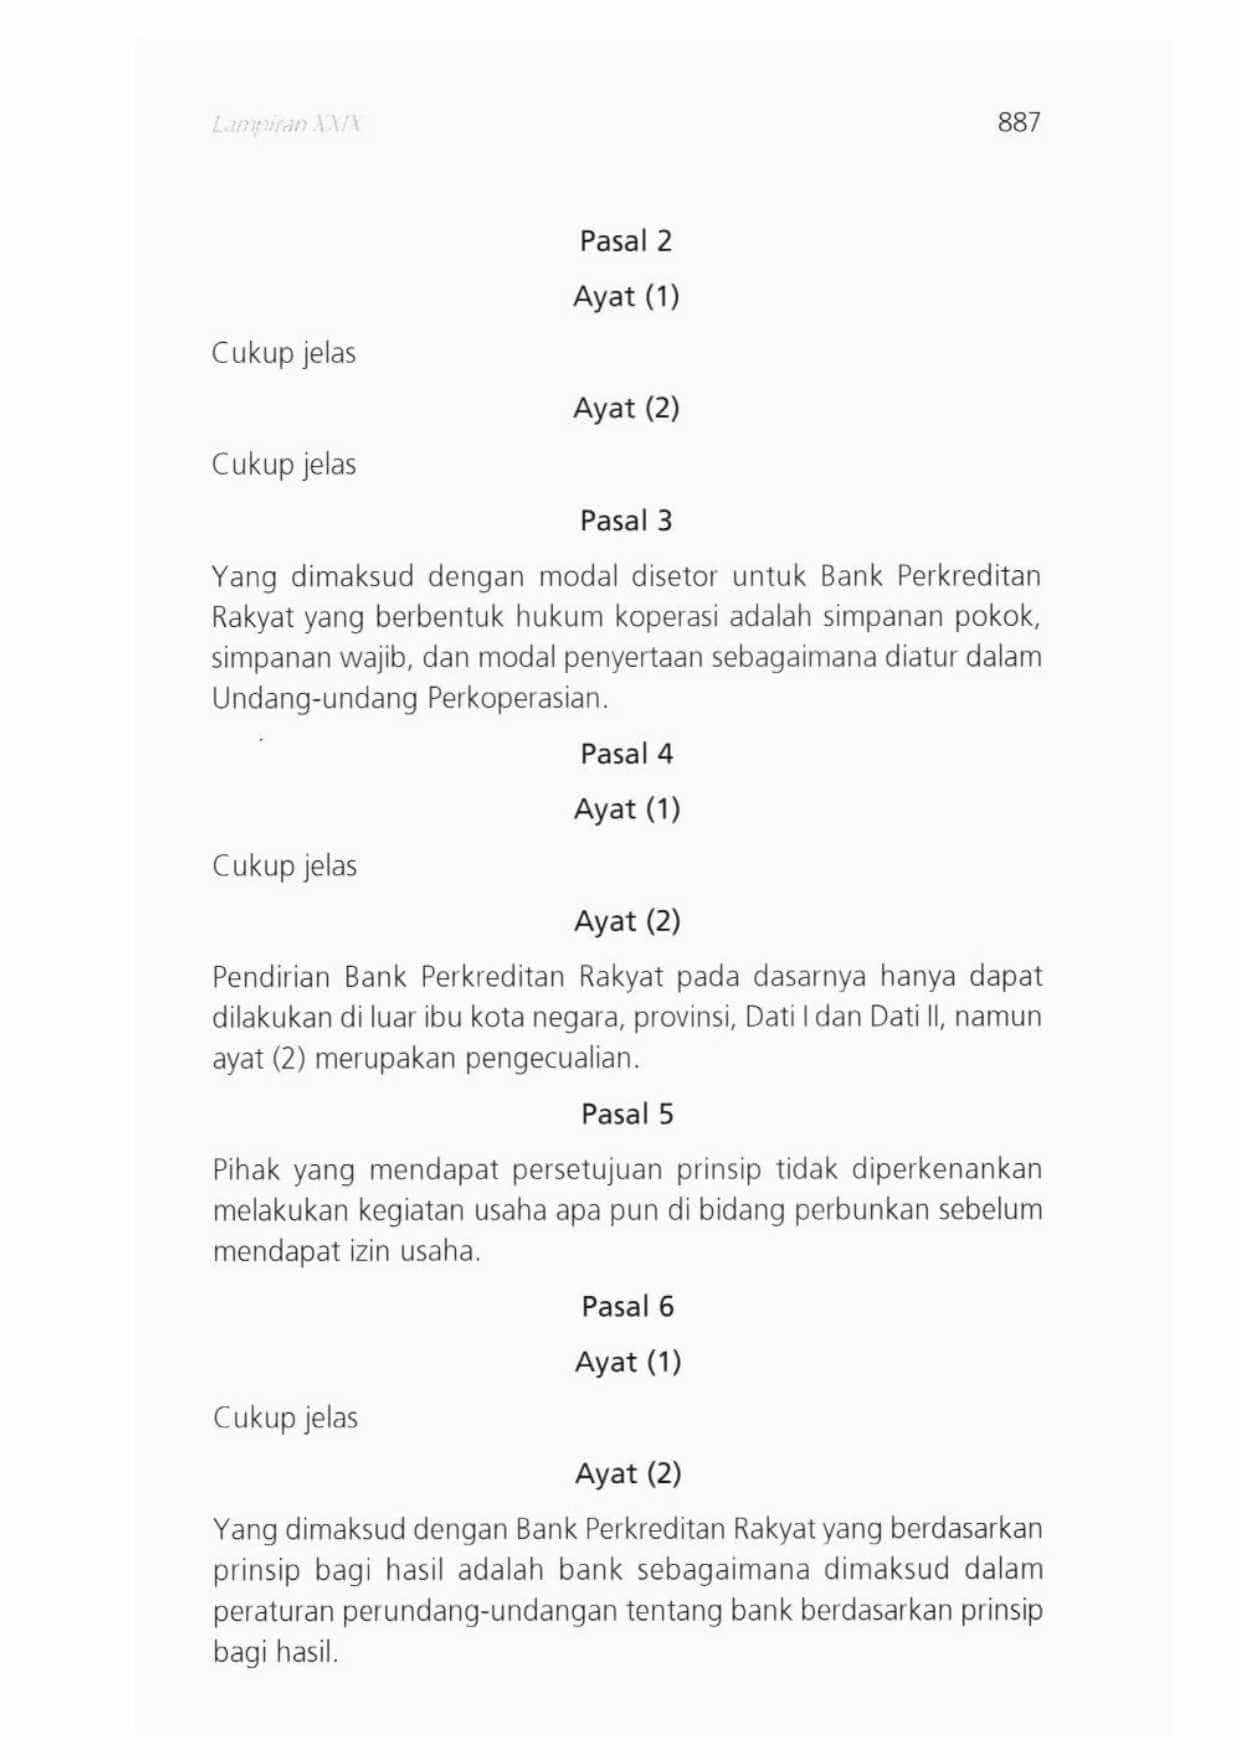 Lampiran XXIX
887
Pasal 2
Ayat (1)
Cukup jelas
Ayat (2)
Cukup jelas
Pasal 3
Yang dimaksud dengan modal disetor untuk Bank Perkreditan
Rakyat yang berbentuk hukum koperasi adalah simpanan pokok,
simpanan wajib, dan modal penyertaan sebagaimana diatur dalam
Undang-undang Perkoperasian.
Pasal 4
Ayat (1)
Cukup jelas
Ayat (2)
Pendirian Bank Perkreditan Rakyat pada dasarnya hanya dapat
dilakukan di luar ibu kota negara, provinsi, Dati I dan Dati II, namun
ayat (2) merupakan pengecualian.
Pasal 5
Pihak yang mendapat persetujuan prinsip tidak diperkenankan
melakukan kegiatan usaha apa pun di bidang perbunkan sebelum
mendapat izin usaha.
Pasal 6
Ayat (1)
Cukup jelas
Ayat (2)
Yang dimaksud dengan Bank Perkreditan Rakyat yang berdasarkan
prinsip bagi hasil adalah bank sebagaimana dimaksud dalam
peraturan perundang-undangan tentang bank berdasarkan prinsip
bagi hasil.